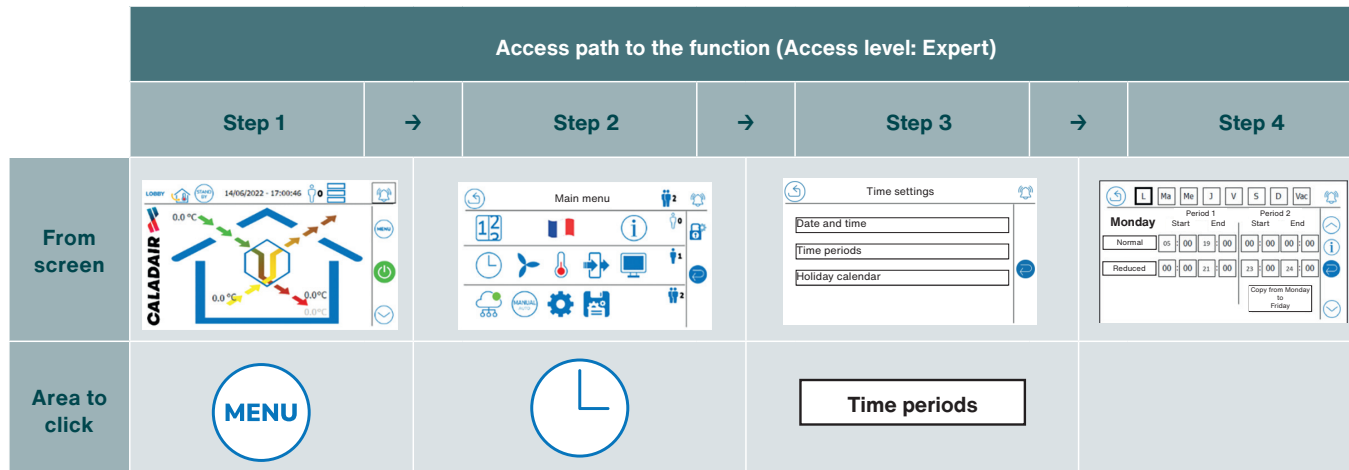 Access path to the function (Access level: Expert)
Step 1 → Step 2 → Step 3 → Step 4
From
screen
LOBBY STAND BY 14/06/2022 - 17:00:46 0
0.0 °C
MENU
CALADAIR
0.0 °C 0.0°C
0.0°C
Main menu 2
12 2 i 0
1
MANUAL AUTO 2
Time settings
Date and time
Time periods
Holiday calendar
L Ma Me J V S D Vac
Period 1 Period 2
Monday Start End Start End
Normal 05 : 00 19 : 00 00 : 00 00 : 00
i
Reduced 00 : 00 21 : 00 23 : 00 24 : 00
Copy from Monday
to
Friday
Area to
click
MENU
Time periods